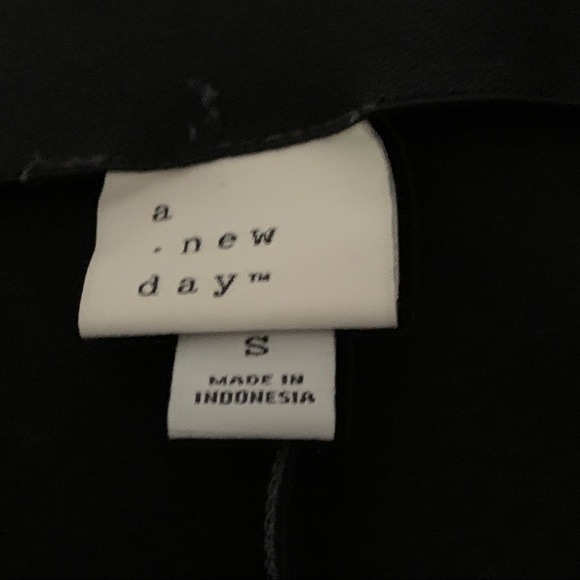 a
. new
day™
S
MADE IN
INDONESIA